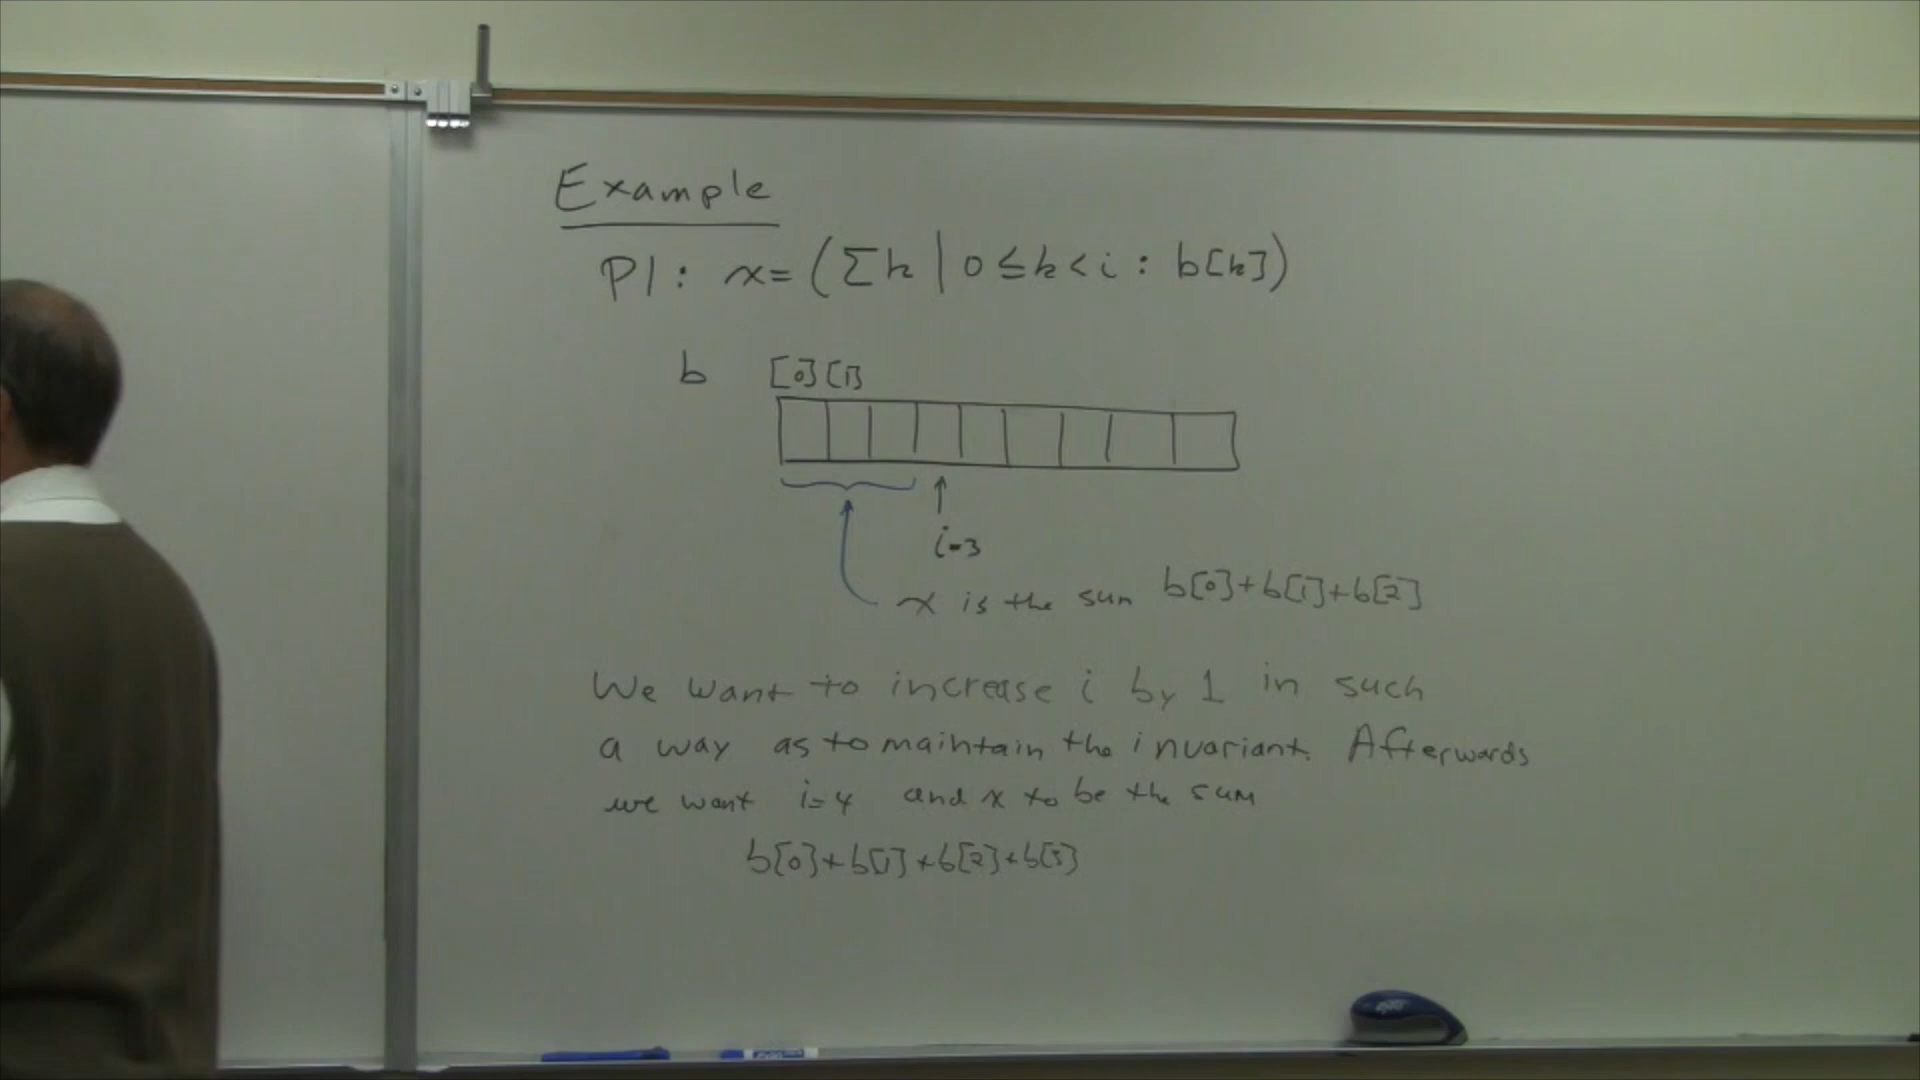 Example
P1: x = (Σk | 0 ≤ k < i : b[k])
b [0][1]
i=3
x is the sum b[0]+b[1]+b[2]
We want to increase i by 1 in such
a way as to maintain the invariant. Afterwards
we want i=4 and x to be the sum
b[0]+b[1]+b[2]+b[3]